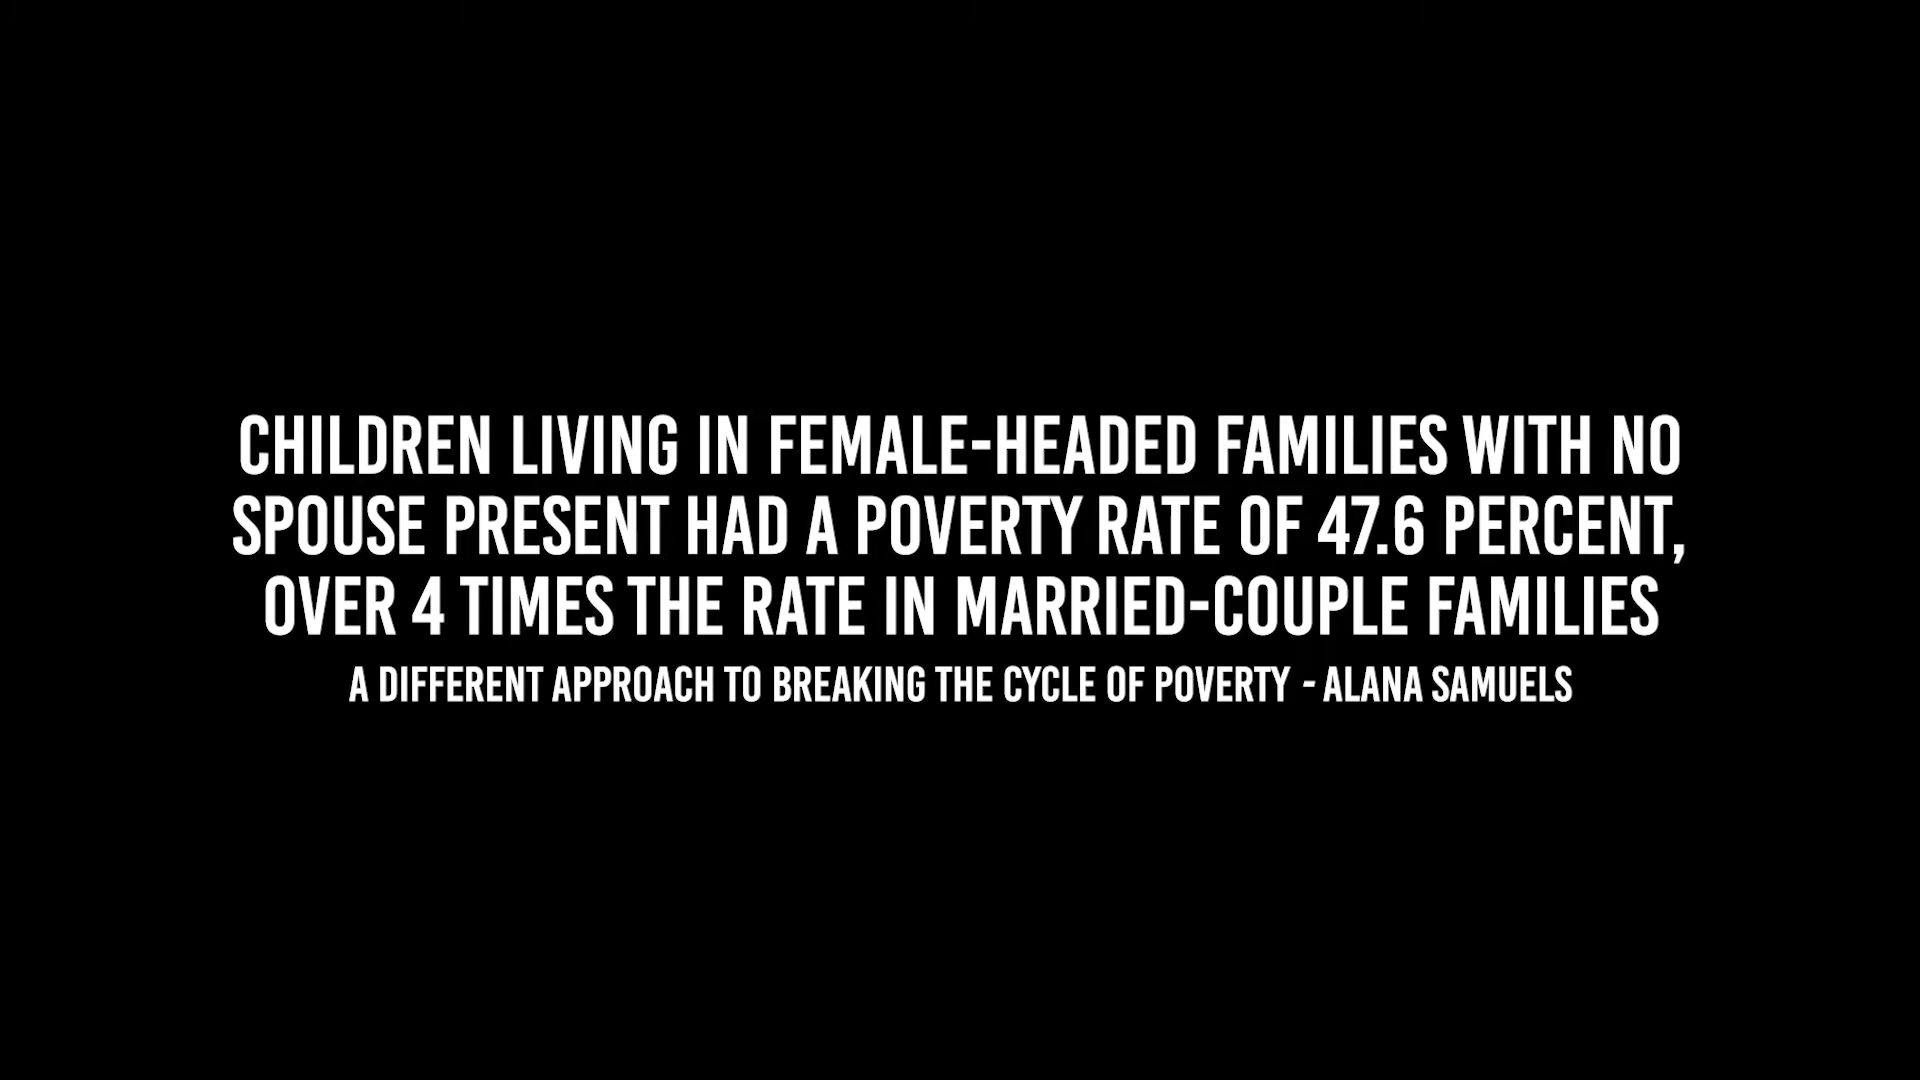 CHILDREN LIVING IN FEMALE-HEADED FAMILIES WITH NO
SPOUSE PRESENT HAD A POVERTY RATE OF 47.6 PERCENT,
OVER 4 TIMES THE RATE IN MARRIED-COUPLE FAMILIES
A DIFFERENT APPROACH TO BREAKING THE CYCLE OF POVERTY - ALANA SAMUELS